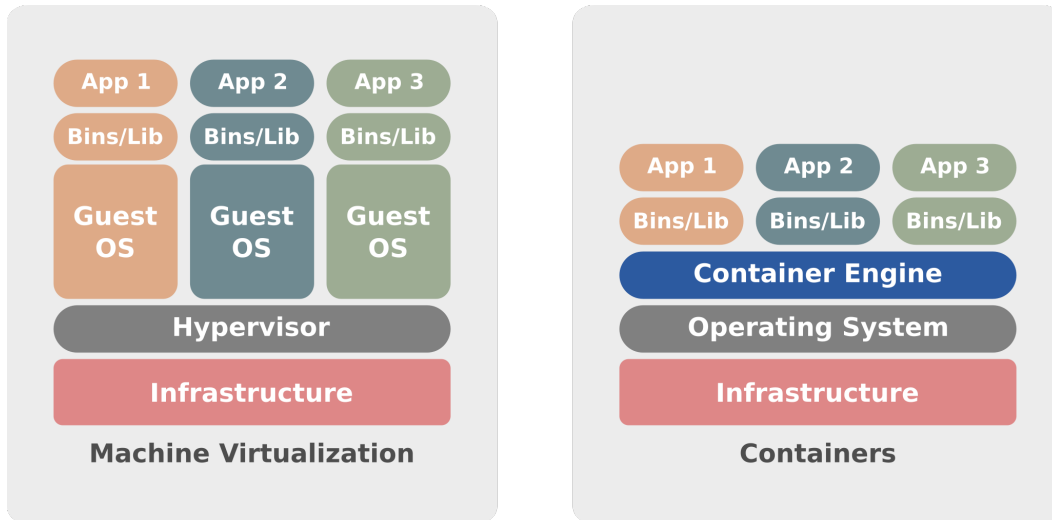 App 1 App 2 App 3
Bins/Lib Bins/Lib Bins/Lib
Guest Guest Guest
OS OS OS
Hypervisor
Infrastructure
Machine Virtualization
App 1 App 2 App 3
Bins/Lib Bins/Lib Bins/Lib
Container Engine
Operating System
Infrastructure
Containers